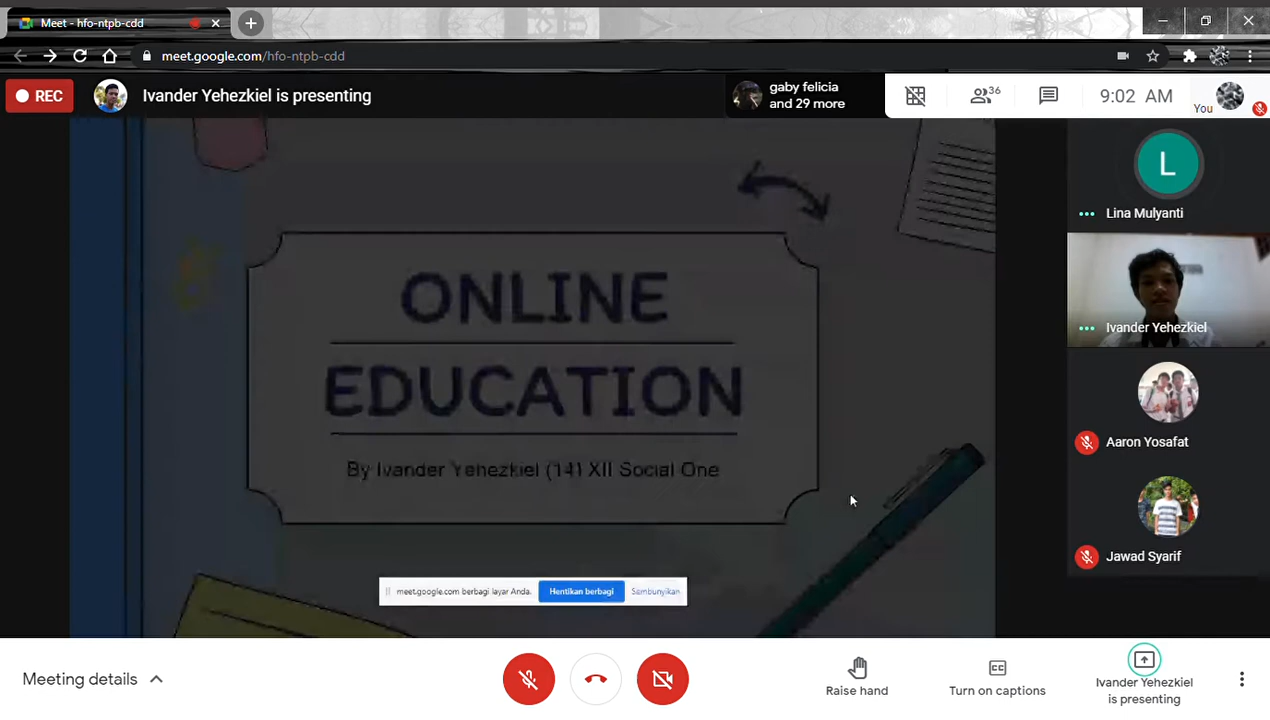 Meet - hfo-ntpb-cdd
meet.google.com/hfo-ntpb-cdd
REC
Ivander Yehezkiel is presenting
gaby felicia
and 29 more
36
9:02 AM
You
L
Lina Mulyanti
Ivander Yehezkiel
Aaron Yosafat
Jawad Syarif
ONLINE
EDUCATION
By Ivander Yehezkiel (14) XII Social One
meet.google.com berbagi layar Anda.
Hentikan berbagi
Sembunyikan
Meeting details
Raise hand
Turn on captions
Ivander Yehezkiel
is presenting